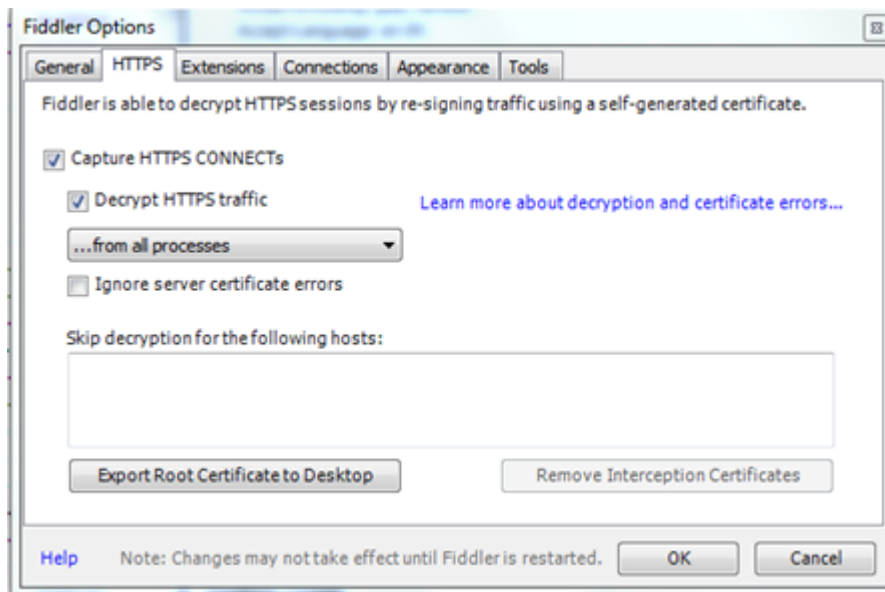 Fiddler Options
General HTTPS Extensions Connections Appearance Tools
Fiddler is able to decrypt HTTPS sessions by re-signing traffic using a self-generated certificate.
Capture HTTPS CONNECTs
Decrypt HTTPS traffic Learn more about decryption and certificate errors...
...from all processes
Ignore server certificate errors
Skip decryption for the following hosts:
Export Root Certificate to Desktop Remove Interception Certificates
Help Note: Changes may not take effect until Fiddler is restarted. OK Cancel